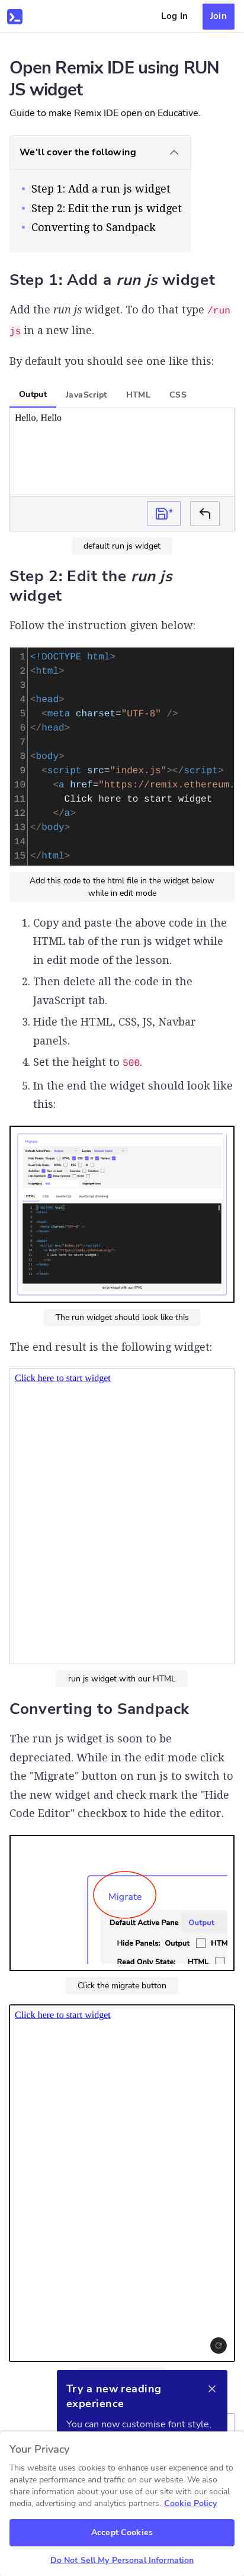 Log In
Join
Open Remix IDE using RUN
JS widget
Guide to make Remix IDE open on Educative.
We'll cover the following
Step 1: Add a run js widget
Step 2: Edit the run js widget
Converting to Sandpack
Step 1: Add a run js widget
Add the run js widget. To do that type /run
js in a new line.
By default you should see one like this:
Output JavaScript HTML CSS
Hello, Hello
default run js widget
Step 2: Edit the run js
widget
Follow the instruction given below:
1 <!DOCTYPE html>
2 <html>
3
4 <head>
5 <meta charset="UTF-8" />
6 </head>
7
8 <body>
9 <script src="index.js"></script>
10 <a href="https://remix.ethereum.
11 Click here to start widget
12 </a>
13 </body>
14
15 </html>
Add this code to the html file in the widget below
while in edit mode
1. Copy and paste the above code in the
HTML tab of the run js widget while
in edit mode of the lesson.
2. Then delete all the code in the
JavaScript tab.
3. Hide the HTML, CSS, JS, Navbar
panels.
4. Set the height to 500.
5. In the end the widget should look like
this:
The run widget should look like this
The end result is the following widget:
Click here to start widget
run js widget with our HTML
Converting to Sandpack
The run js widget is soon to be
depreciated. While in the edit mode click
the "Migrate" button on run js to switch to
the new widget and check mark the "Hide
Code Editor" checkbox to hide the editor.
Migrate
Default Active Pane Output
Hide Panels: Output HTM
Read Only State: HTML
Click the migrate button
Click here to start widget
Try a new reading
experience
You can now customise font style,
Your Privacy
This website uses cookies to enhance user experience and to
analyze performance and traffic on our website. We also
share information about your use of our site with our social
media, advertising and analytics partners. Cookie Policy
Accept Cookies
Do Not Sell My Personal Information